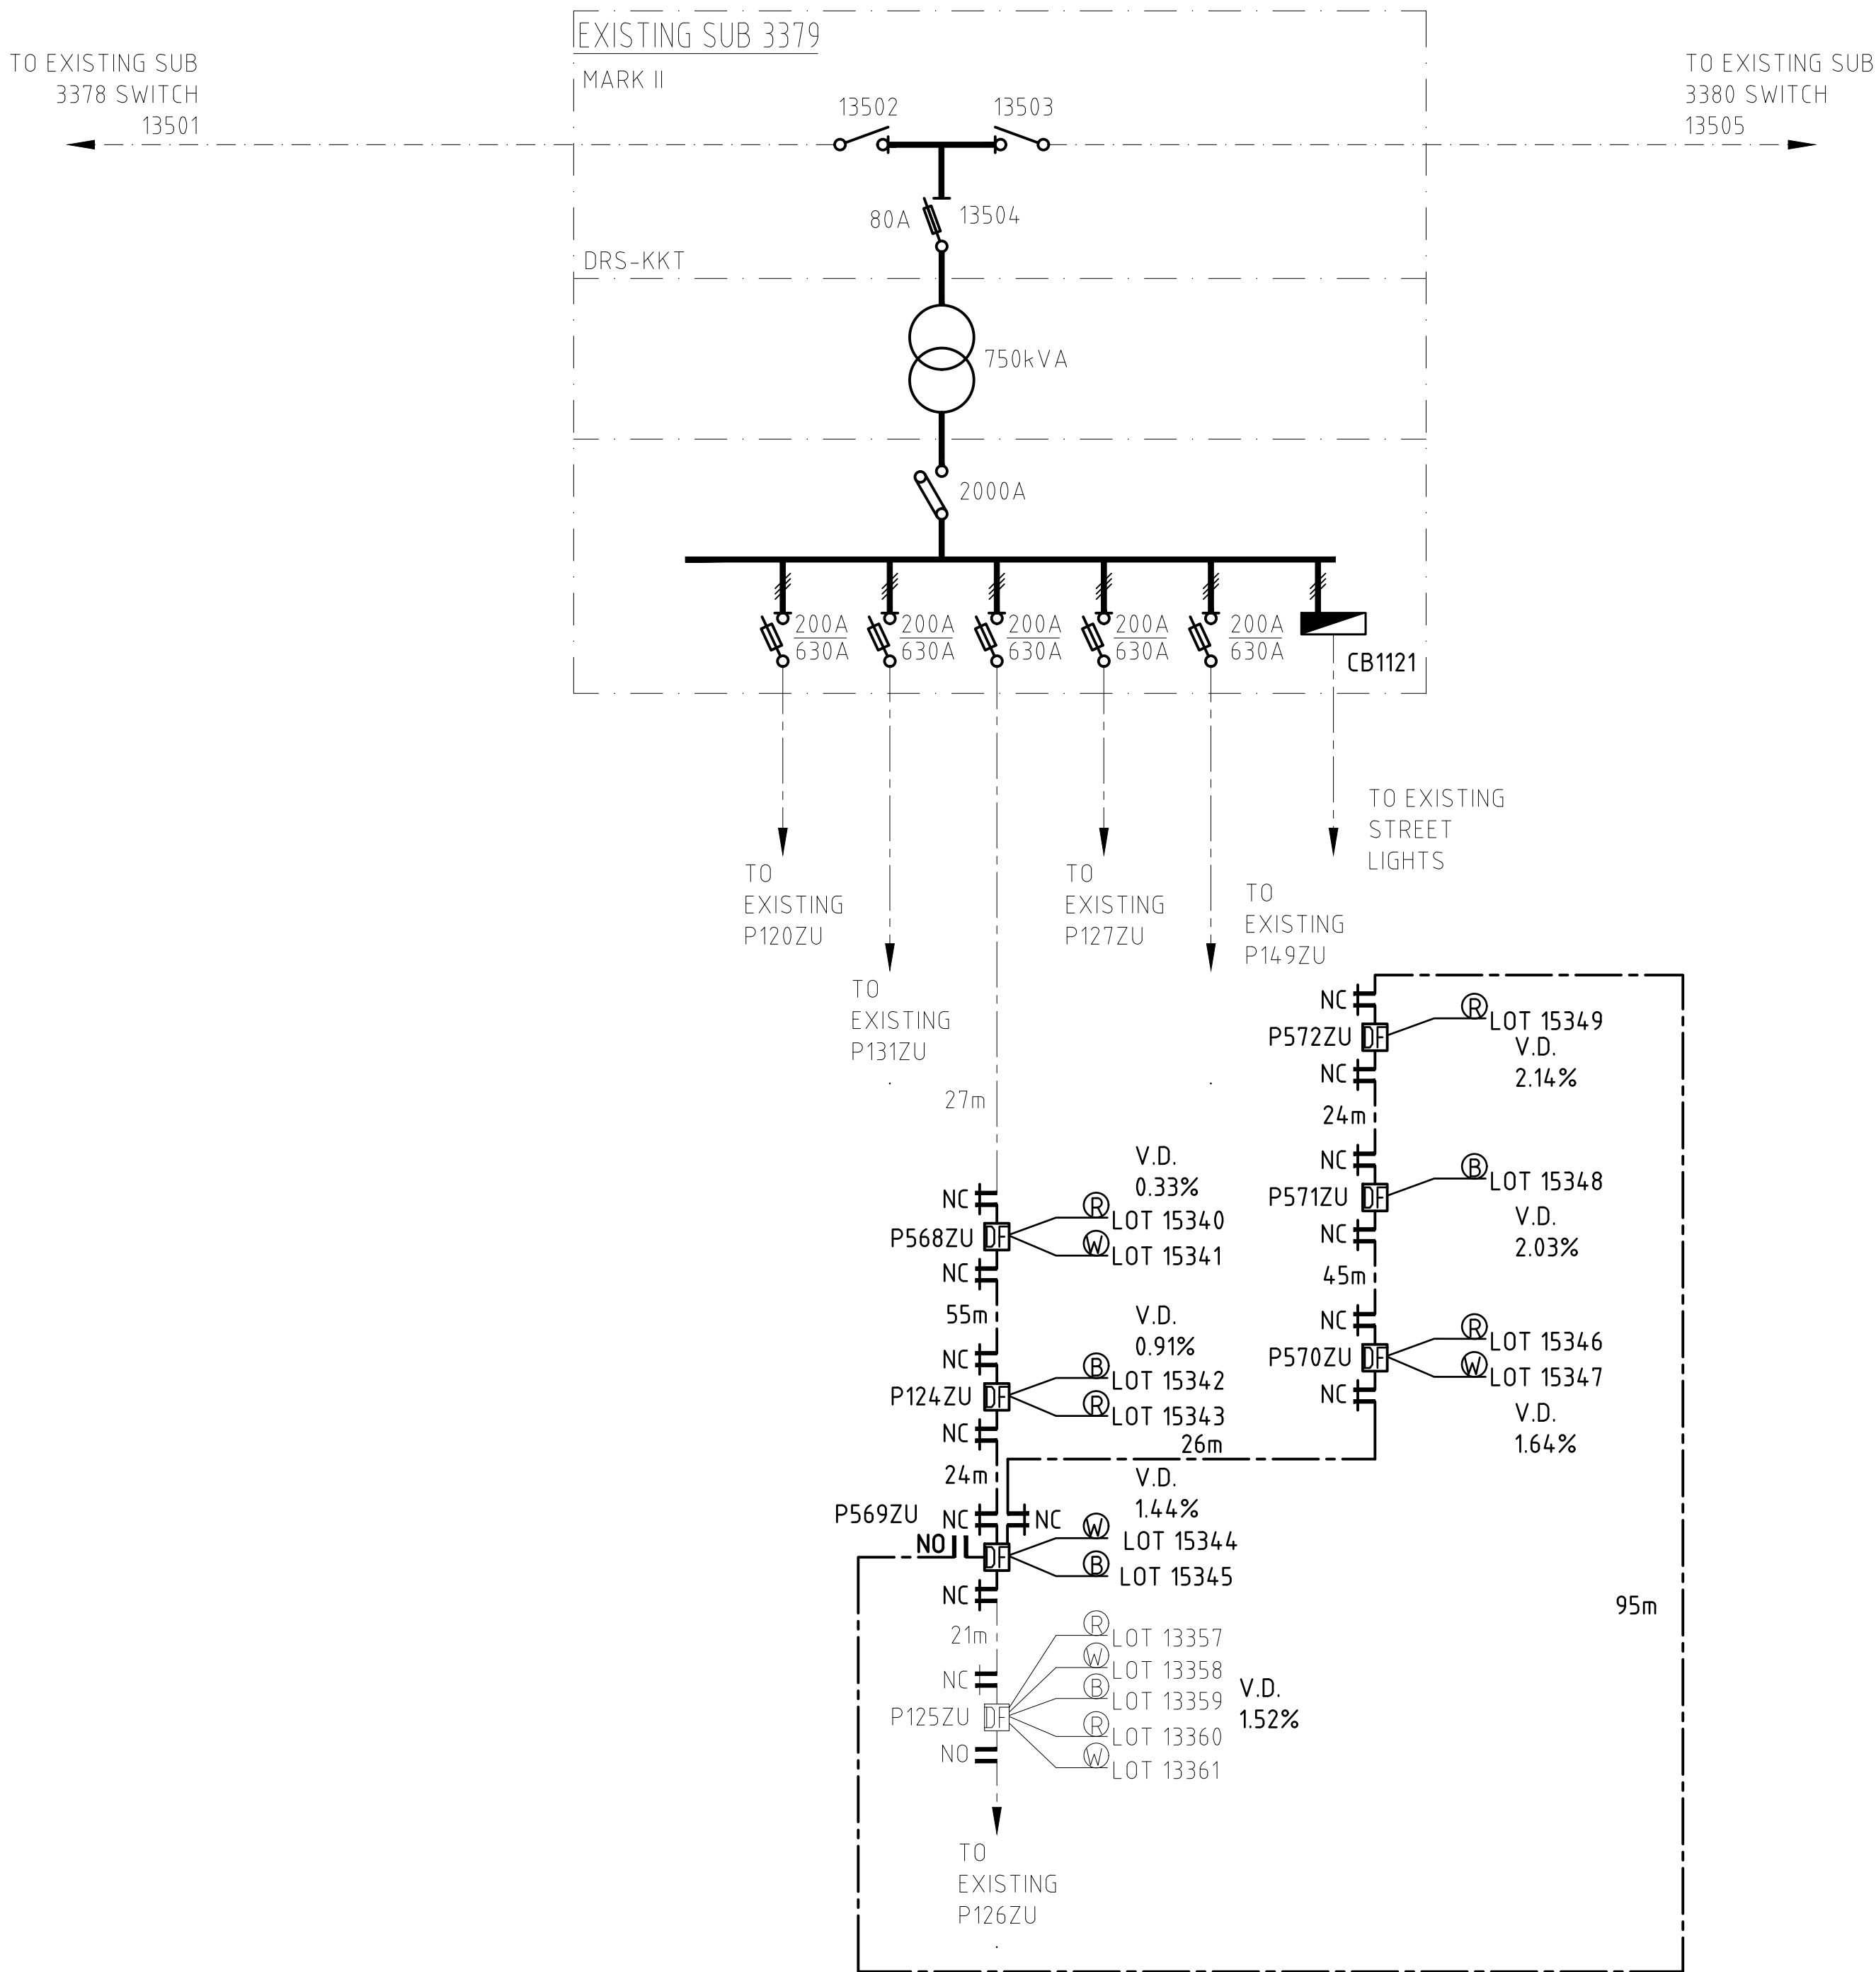 EXISTING SUB 3379
MARK II
TO EXISTING SUB
3378 SWITCH
13501
TO EXISTING SUB
3380 SWITCH
13505
13502
13503
80A
13504
DRS-KKT
750kVA
2000A
200A
630A
200A
630A
200A
630A
200A
630A
200A
630A
CB1121
TO EXISTING
STREET
LIGHTS
TO
EXISTING
P120ZU
TO
EXISTING
P131ZU
TO
EXISTING
P127ZU
TO
EXISTING
P149ZU
27m
NC
P572ZU
DF
R
LOT 15349
V.D.
2.14%
NC
24m
NC
P571ZU
DF
B
LOT 15348
V.D.
2.03%
NC
45m
NC
P570ZU
DF
R
LOT 15346
W
LOT 15347
V.D.
1.64%
NC
26m
V.D.
0.33%
NC
P568ZU
DF
R
LOT 15340
W
LOT 15341
NC
55m
V.D.
0.91%
NC
P124ZU
DF
B
LOT 15342
R
LOT 15343
NC
24m
V.D.
1.44%
P569ZU
NC
NC
NO
DF
W
LOT 15344
B
LOT 15345
NC
95m
21m
R
LOT 13357
W
LOT 13358
B
LOT 13359
R
LOT 13360
W
LOT 13361
V.D.
1.52%
NC
P125ZU
DF
NO
TO
EXISTING
P126ZU